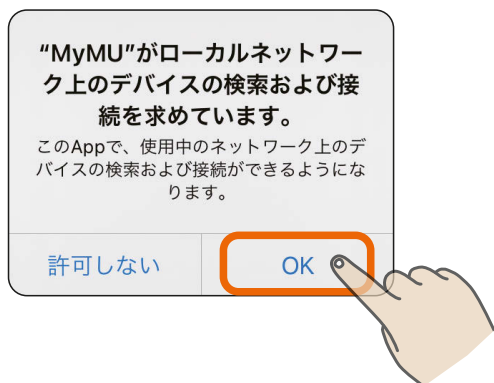 “MyMU”がローカルネットワー
ク上のデバイスの検索および接
続を求めています。
このAppで、使用中のネットワーク上のデ
バイスの検索および接続ができるようにな
ります。
許可しない
OK